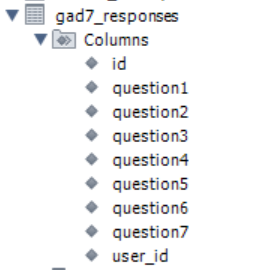 gad7_responses
Columns
id
question1
question2
question3
question4
question5
question6
question7
user_id